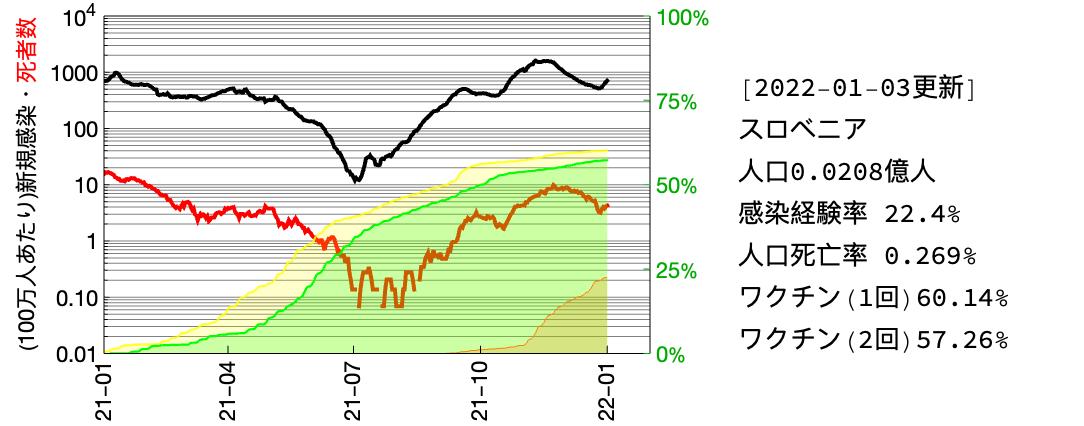 (100万人あたり)新規感染・死者数
10⁴
1000
100
10
1
0.10
0.01
100%
75%
50%
25%
0%
21-01
21-04
21-07
21-10
22-01
[2022-01-03更新]
スロベニア
人口0.0208億人
感染経験率 22.4%
人口死亡率 0.269%
ワクチン(1回)60.14%
ワクチン(2回)57.26%